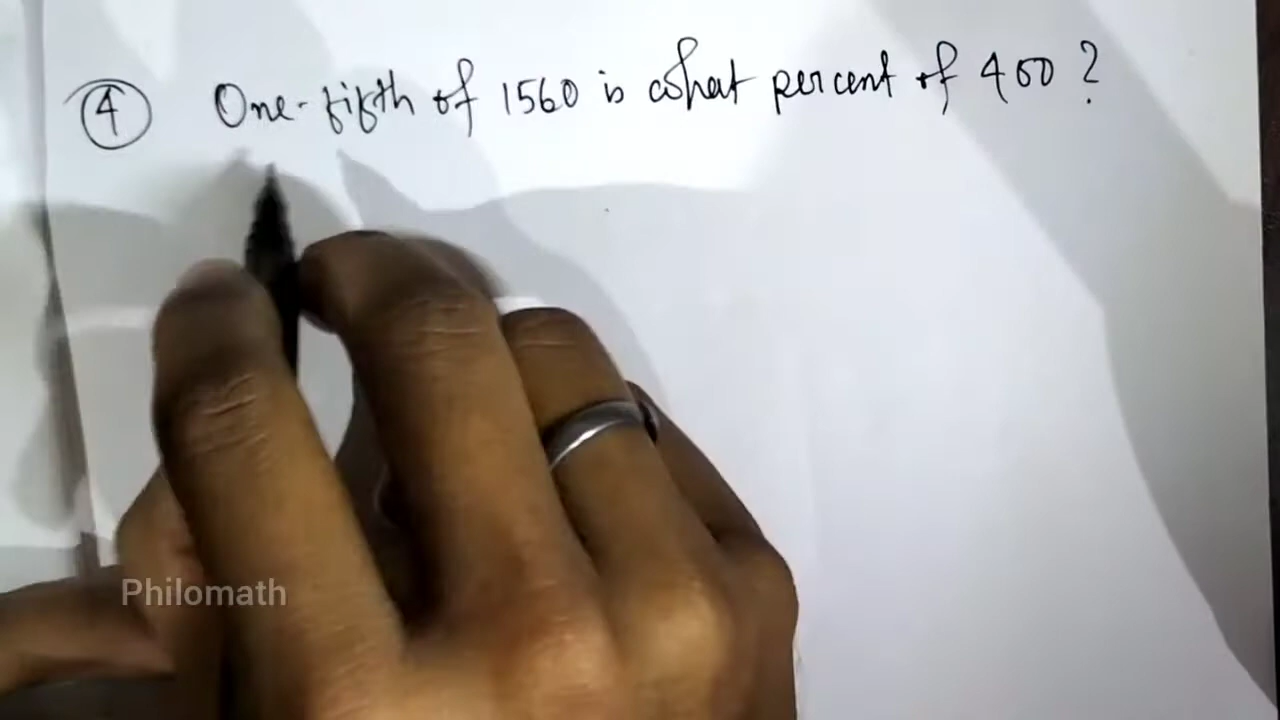 ④ One-fifth of 1560 is what percent of 400?
Philomath